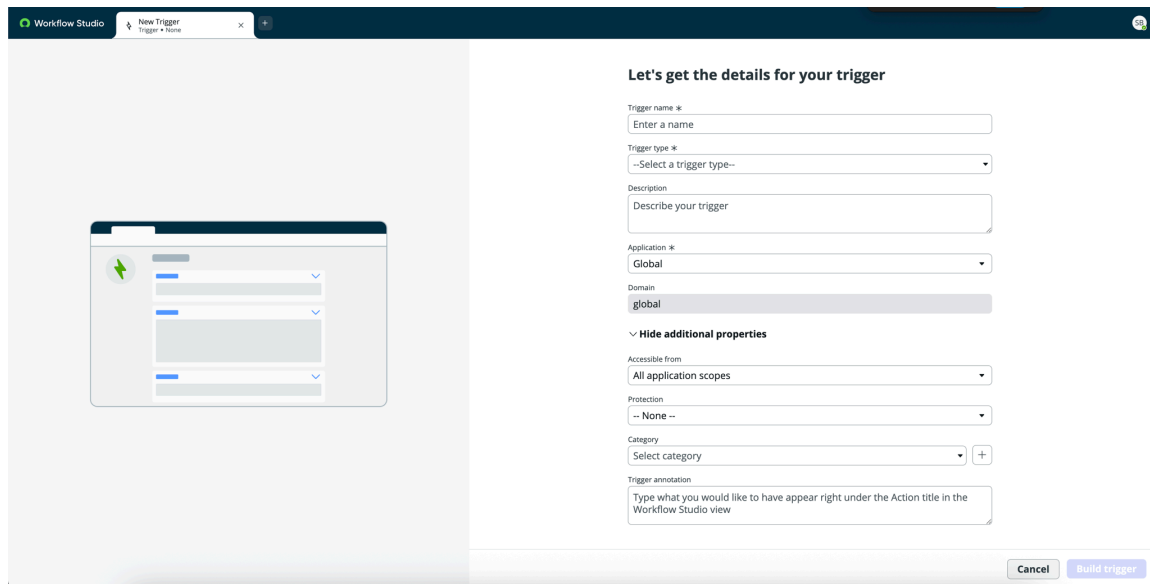 Workflow Studio
New Trigger
Trigger • None
×
+
SB
Let's get the details for your trigger
Trigger name *
Enter a name
Trigger type *
--Select a trigger type--
Description
Describe your trigger
Application *
Global
Domain
global
Hide additional properties
Accessible from
All application scopes
Protection
-- None --
Category
Select category
+
Trigger annotation
Type what you would like to have appear right under the Action title in the
Workflow Studio view
Cancel
Build trigger